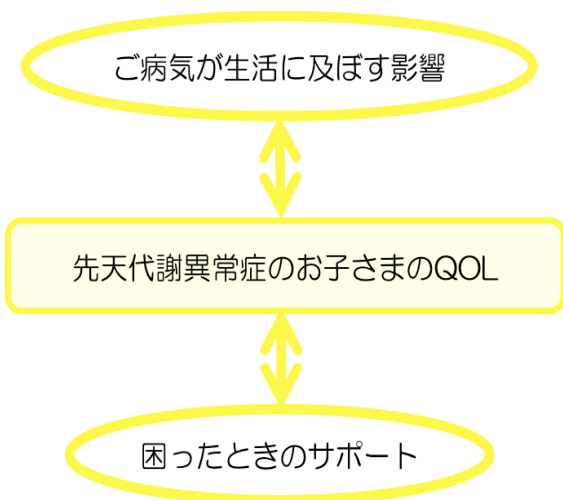 ご病気が生活に及ぼす影響
先天代謝異常症のお子さまのQOL
困ったときのサポート